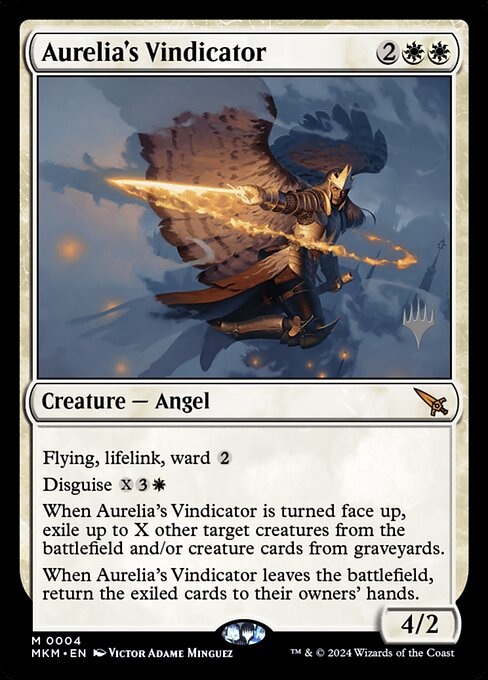 Aurelia's Vindicator 2
Creature — Angel
Flying, lifelink, ward 2
Disguise X 3
When Aurelia's Vindicator is turned face up,
exile up to X other target creatures from the
battlefield and/or creature cards from graveyards.
When Aurelia's Vindicator leaves the battlefield,
return the exiled cards to their owners' hands.
4/2
M 0004
MKM • EN Victor Adame Minguez
™ & © 2024 Wizards of the Coast